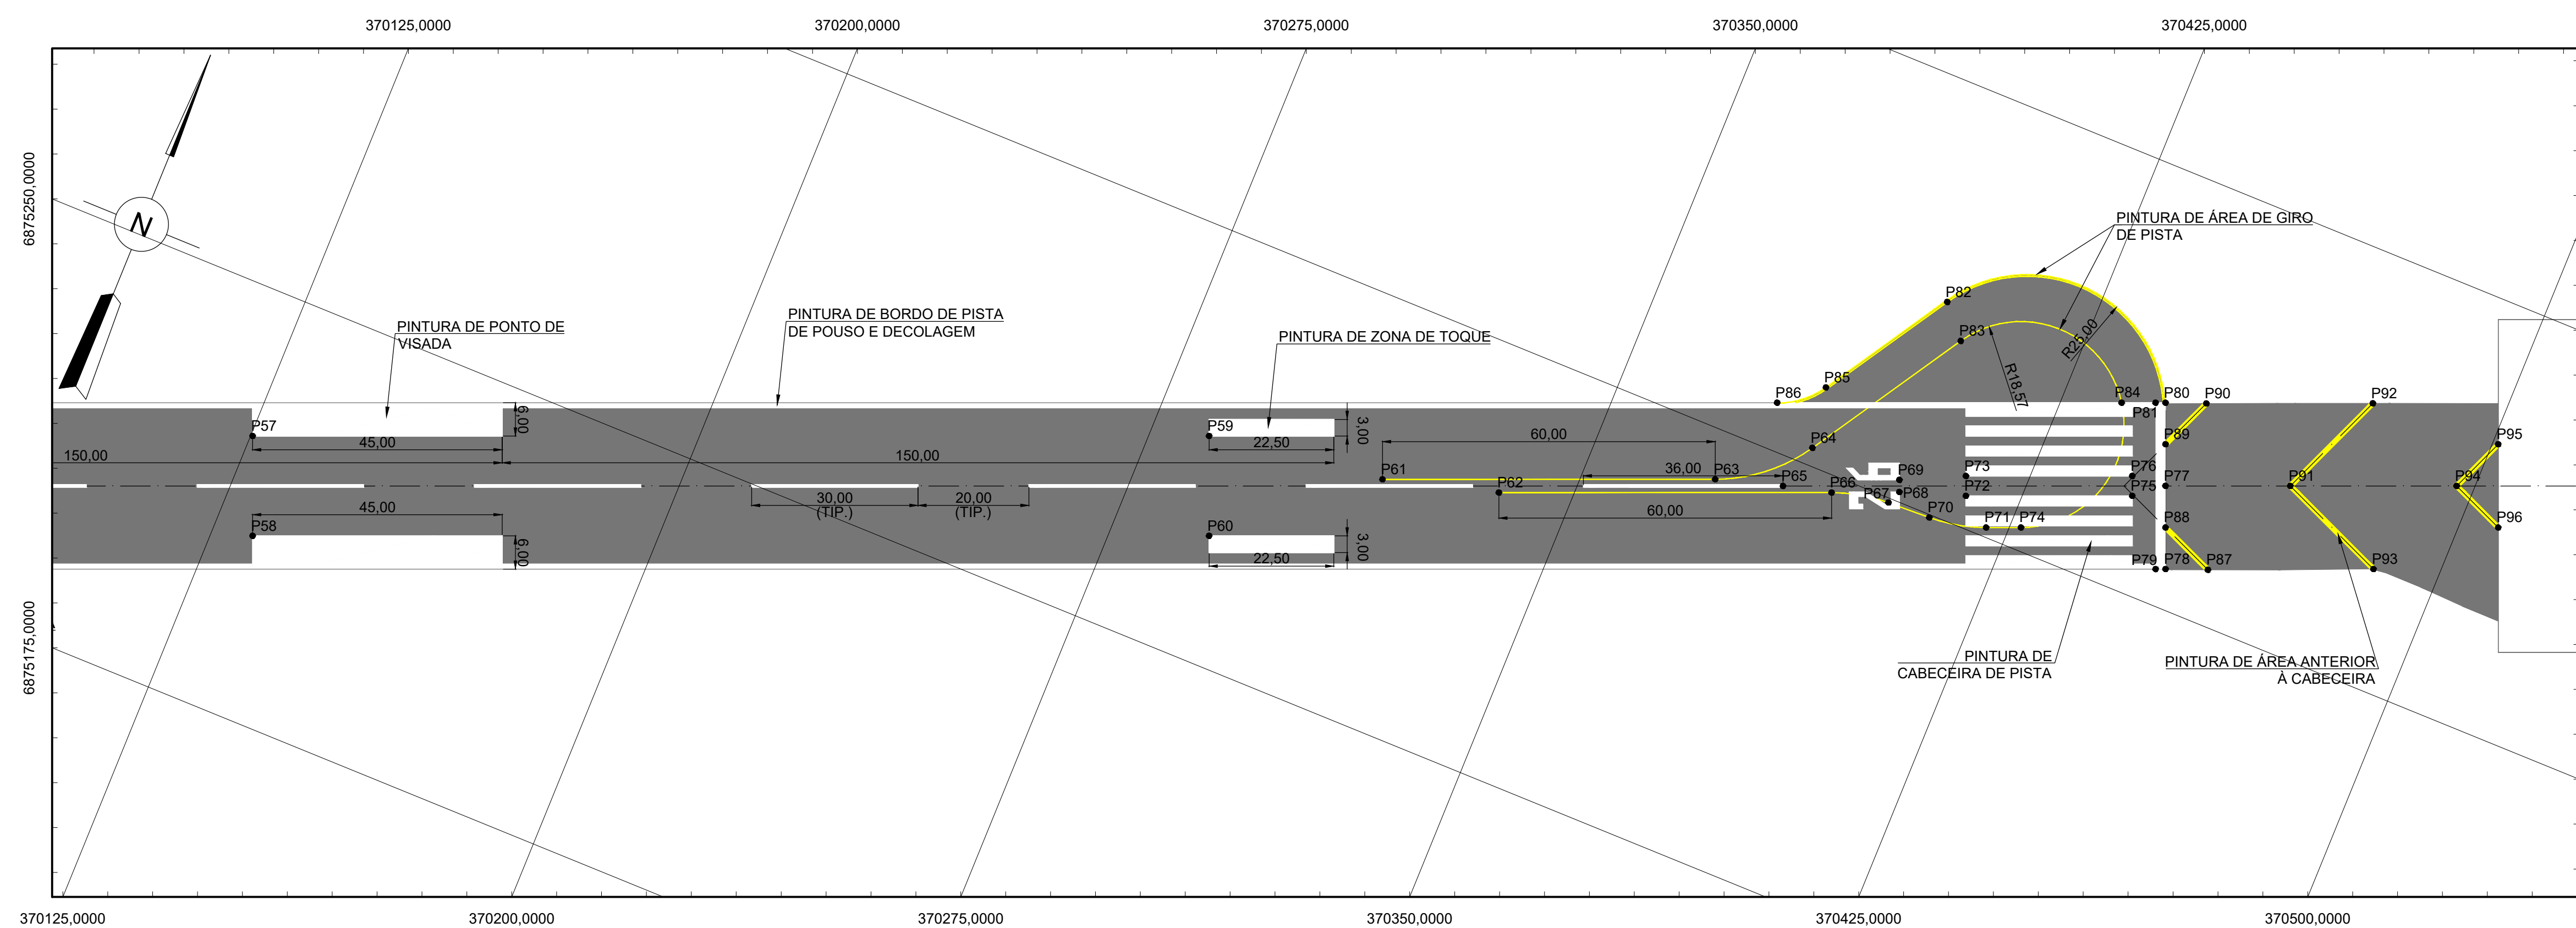 370125,0000
370200,0000
370275,0000
370350,0000
370425,0000
6875250,0000
N
PINTURA DE ÁREA DE GIRO
DE PISTA
PINTURA DE PONTO DE
VISADA
PINTURA DE BORDO DE PISTA
DE POUSO E DECOLAGEM
PINTURA DE ZONA DE TOQUE
P82
P83
R25,00
R18,57
P85
P86
P84
P81
P80
P90
P92
P57
6,00
45,00
150,00
150,00
P59
3,00
22,50
60,00
P64
P89
P95
P61
36,00
P63
P65
P69
P73
P76
P77
P91
P94
P62
P66
P67
P68
P72
P75
26
30,00
(TIP.)
20,00
(TIP.)
60,00
P70
P71
P74
P88
P96
45,00
P58
6,00
P60
3,00
22,50
P79
P78
P87
P93
6875175,0000
PINTURA DE
CABECEIRA DE PISTA
PINTURA DE ÁREA ANTERIOR
À CABECEIRA
370125,0000
370200,0000
370275,0000
370350,0000
370425,0000
370500,0000